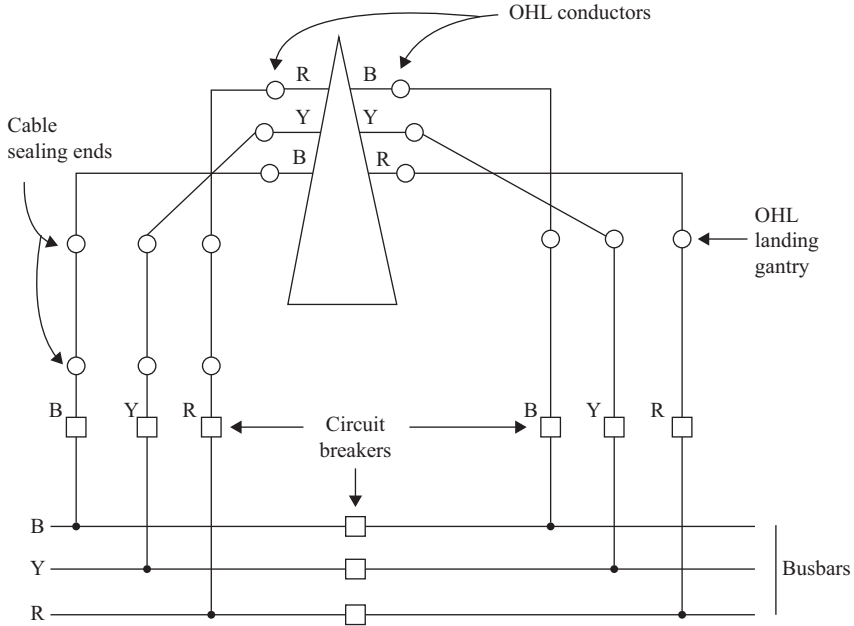 OHL conductors
R B
Y Y
B R
Cable
sealing ends
OHL
landing
gantry
B Y R B Y R
Circuit
breakers
B
Y
Busbars
R